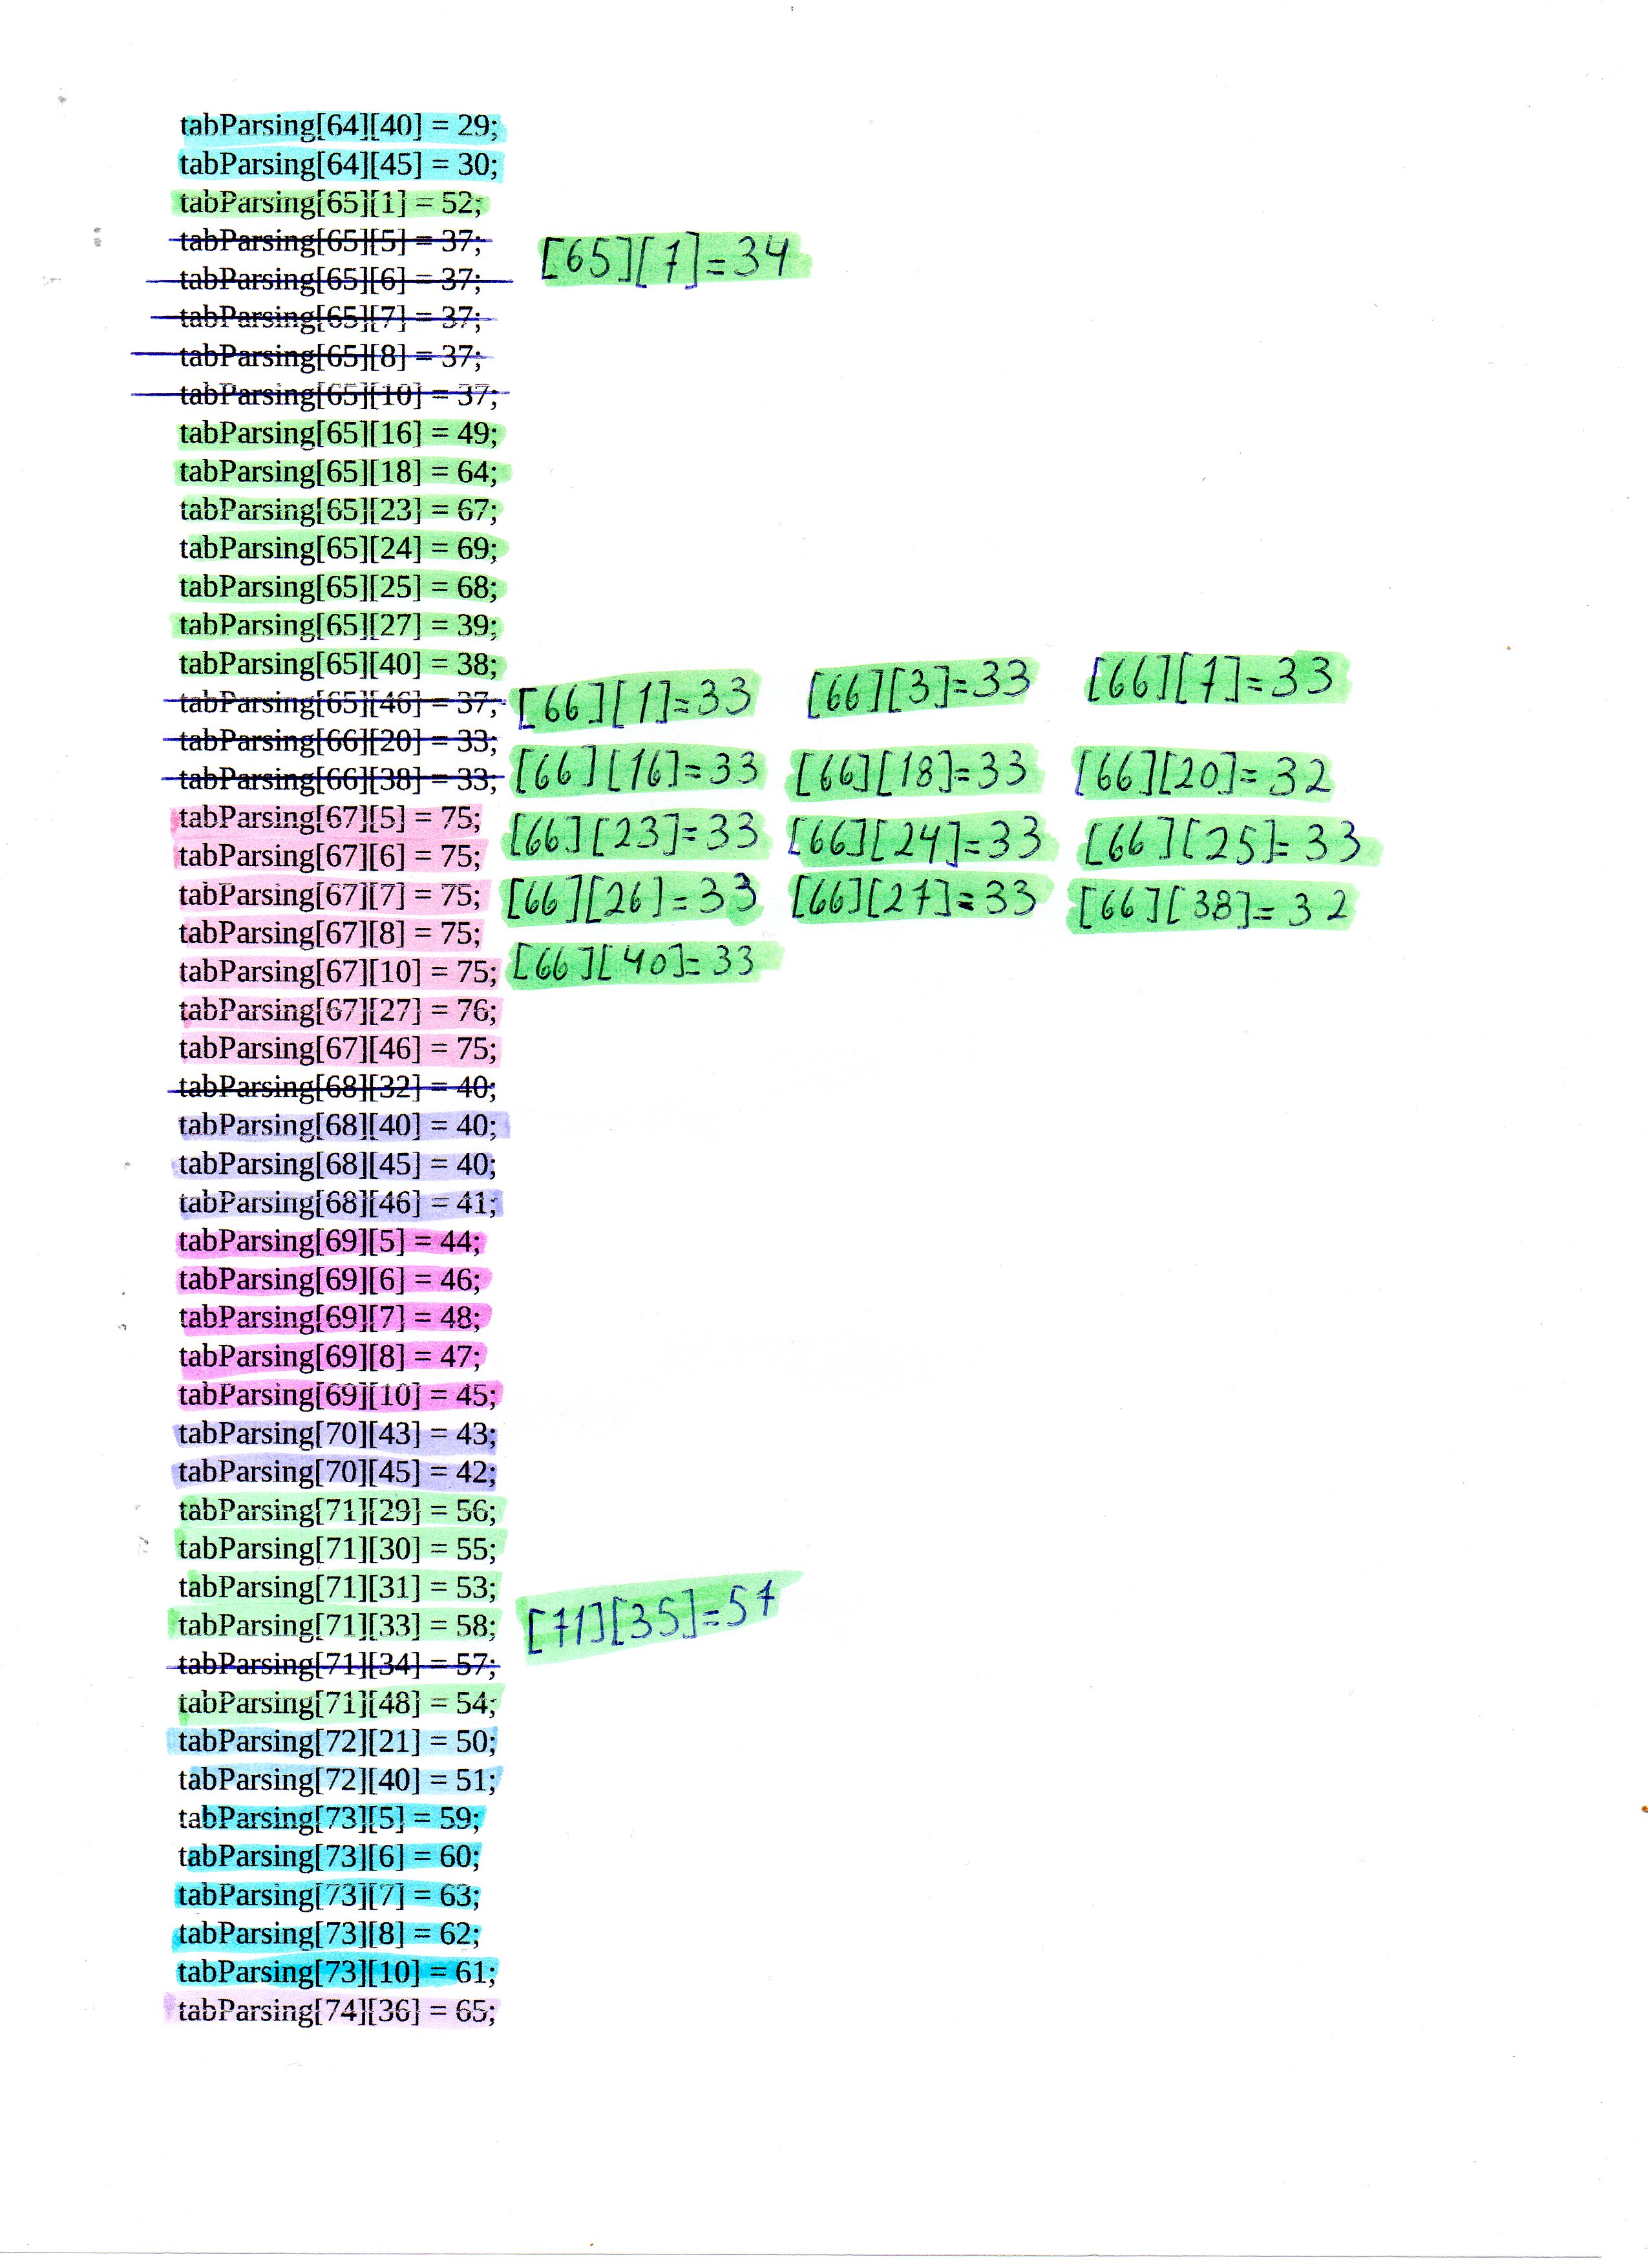 tabParsing[64][40] = 29;
tabParsing[64][45] = 30;
tabParsing[65][1] = 52;
tabParsing[65][5] = 37;
tabParsing[65][6] = 37; [65][7]=34
tabParsing[65][7] = 37;
tabParsing[65][8] = 37;
tabParsing[65][10] = 37;
tabParsing[65][16] = 49;
tabParsing[65][18] = 64;
tabParsing[65][23] = 67;
tabParsing[65][24] = 69;
tabParsing[65][25] = 68;
tabParsing[65][27] = 39;
tabParsing[65][40] = 38;
tabParsing[65][46] = 37; [66][1]=33 [66][3]=33 [66][7]=33
tabParsing[66][20] = 33;
tabParsing[66][38] = 33; [66][16]=33 [66][18]=33 [66][20]=32
tabParsing[67][5] = 75;
tabParsing[67][6] = 75; [66][23]=33 [66][24]=33 [66][25]=33
tabParsing[67][7] = 75; [66][26]=33 [66][27]=33 [66][38]=32
tabParsing[67][8] = 75;
tabParsing[67][10] = 75; [66][40]=33
tabParsing[67][27] = 76;
tabParsing[67][46] = 75;
tabParsing[68][32] = 40;
tabParsing[68][40] = 40;
tabParsing[68][45] = 40;
tabParsing[68][46] = 41;
tabParsing[69][5] = 44;
tabParsing[69][6] = 46;
tabParsing[69][7] = 48;
tabParsing[69][8] = 47;
tabParsing[69][10] = 45;
tabParsing[70][43] = 43;
tabParsing[70][45] = 42;
tabParsing[71][29] = 56;
tabParsing[71][30] = 55;
tabParsing[71][31] = 53;
tabParsing[71][33] = 58; [71][35]=57
tabParsing[71][34] = 57;
tabParsing[71][48] = 54;
tabParsing[72][21] = 50;
tabParsing[72][40] = 51;
tabParsing[73][5] = 59;
tabParsing[73][6] = 60;
tabParsing[73][7] = 63;
tabParsing[73][8] = 62;
tabParsing[73][10] = 61;
tabParsing[74][36] = 65;